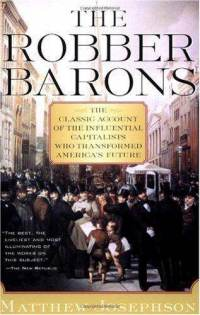 THE
ROBBER
BARONS
THE
CLASSIC ACCOUNT
OF THE INFLUENTIAL
CAPITALISTS
WHO TRANSFORMED
AMERICA'S FUTURE
"THE BEST, THE
LIVELIEST AND MOST
ILLUMINATING
OF THE WORKS ON
THIS SUBJECT."
—THE NEW REPUBLIC
MATTHEW JOSEPHSON